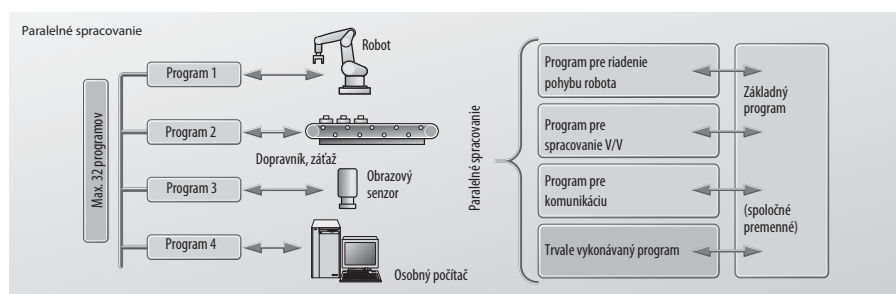 Paralelné spracovanie
Max. 32 programov
Program 1
Robot
Program 2
Dopravník, záťaž
Program 3
Obrazový
senzor
Program 4
Osobný počítač
Paralelné spracovanie
Program pre riadenie
pohybu robota
Program pre
spracovanie V/V
Program pre
komunikáciu
Trvale vykonávaný program
Základný
program
(spoločné
premenné)